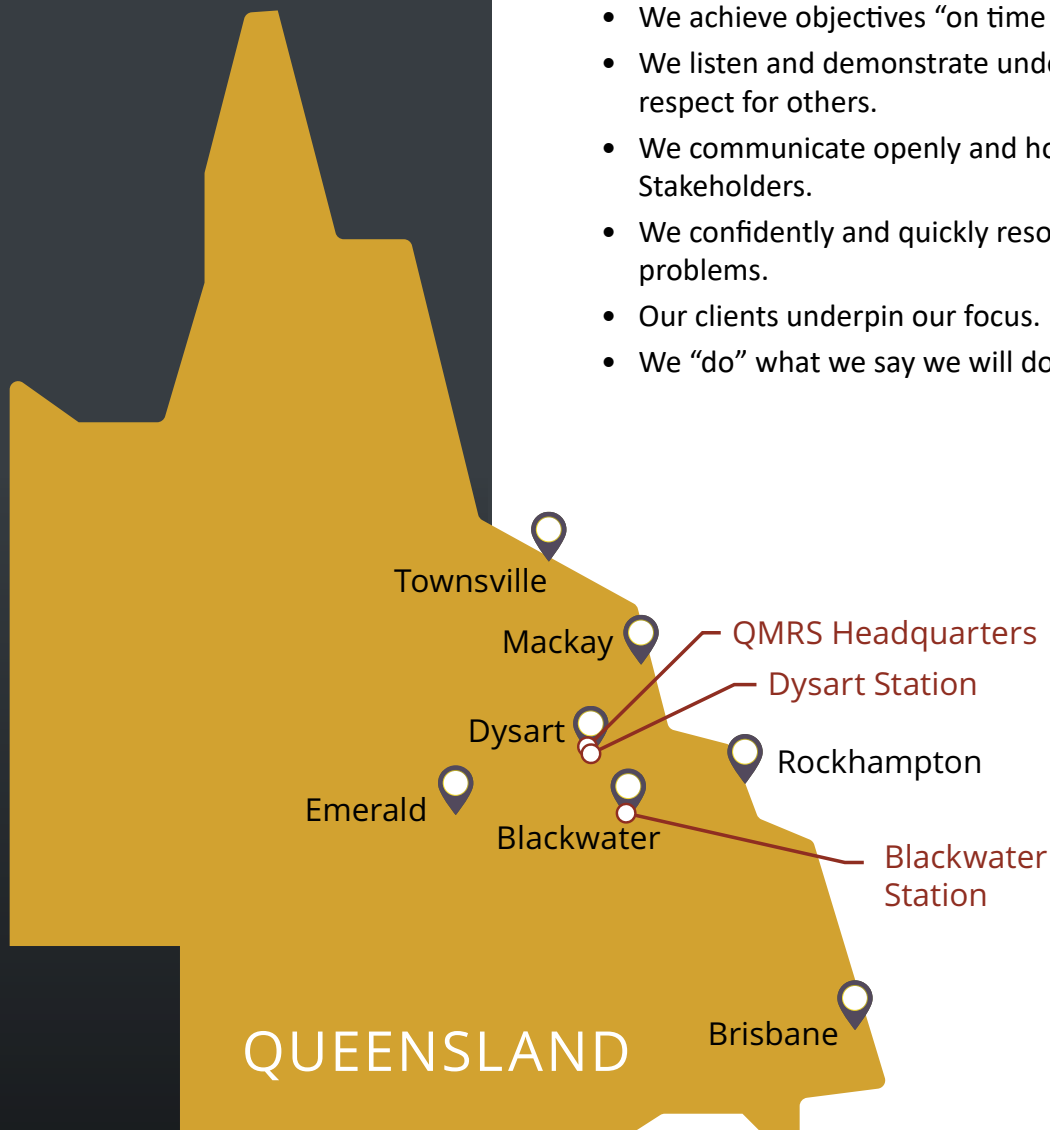 • We achieve objectives “on time
• We listen and demonstrate unde
respect for others.
• We communicate openly and ho
Stakeholders.
• We confidently and quickly reso
problems.
• Our clients underpin our focus.
• We “do” what we say we will do
Townsville
Mackay
QMRS Headquarters
Dysart Station
Dysart
Rockhampton
Emerald
Blackwater
Blackwater
Station
Brisbane
QUEENSLAND